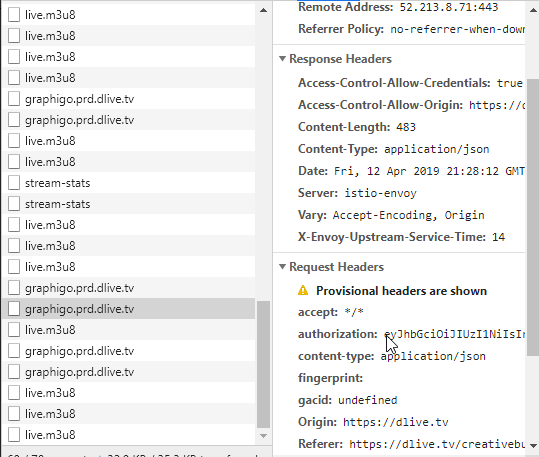 live.m3u8
live.m3u8
live.m3u8
live.m3u8
graphigo.prd.dlive.tv
graphigo.prd.dlive.tv
live.m3u8
live.m3u8
stream-stats
stream-stats
live.m3u8
live.m3u8
live.m3u8
graphigo.prd.dlive.tv
graphigo.prd.dlive.tv
live.m3u8
graphigo.prd.dlive.tv
graphigo.prd.dlive.tv
live.m3u8
live.m3u8
live.m3u8
Remote Address: 52.213.8.71:443
Referrer Policy: no-referrer-when-down
Response Headers
Access-Control-Allow-Credentials: true
Access-Control-Allow-Origin: https://d
Content-Length: 483
Content-Type: application/json
Date: Fri, 12 Apr 2019 21:28:12 GMT
Server: istio-envoy
Vary: Accept-Encoding, Origin
X-Envoy-Upstream-Service-Time: 14
Request Headers
Provisional headers are shown
accept: */*
authorization: eyJhbGciOiJIUzI1NiIsIn
content-type: application/json
fingerprint:
gacid: undefined
Origin: https://dlive.tv
Referer: https://dlive.tv/creativebu